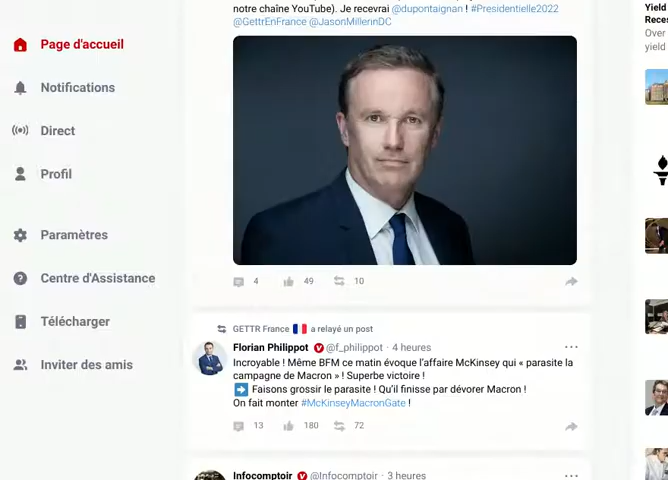 notre chaîne YouTube). Je recevrai @dupontaignan ! #Presidentielle2022
@GettrEnFrance @JasonMillerinDC
Page d'accueil
Notifications
Direct
Profil
Paramètres
Centre d'Assistance
Télécharger
Inviter des amis
4 49 10
GETTR France 🇫🇷 a relayé un post
Florian Philippot V @f_philippot · 4 heures
Incroyable ! Même BFM ce matin évoque l'affaire McKinsey qui « parasite la
campagne de Macron » ! Superbe victoire !
➡️ Faisons grossir le parasite ! Qu'il finisse par dévorer Macron !
On fait monter #McKinseyMacronGate !
13 180 72
Infocomptoir V @Infocomptoir · 3 heures
Yield
Reces
Over
yield